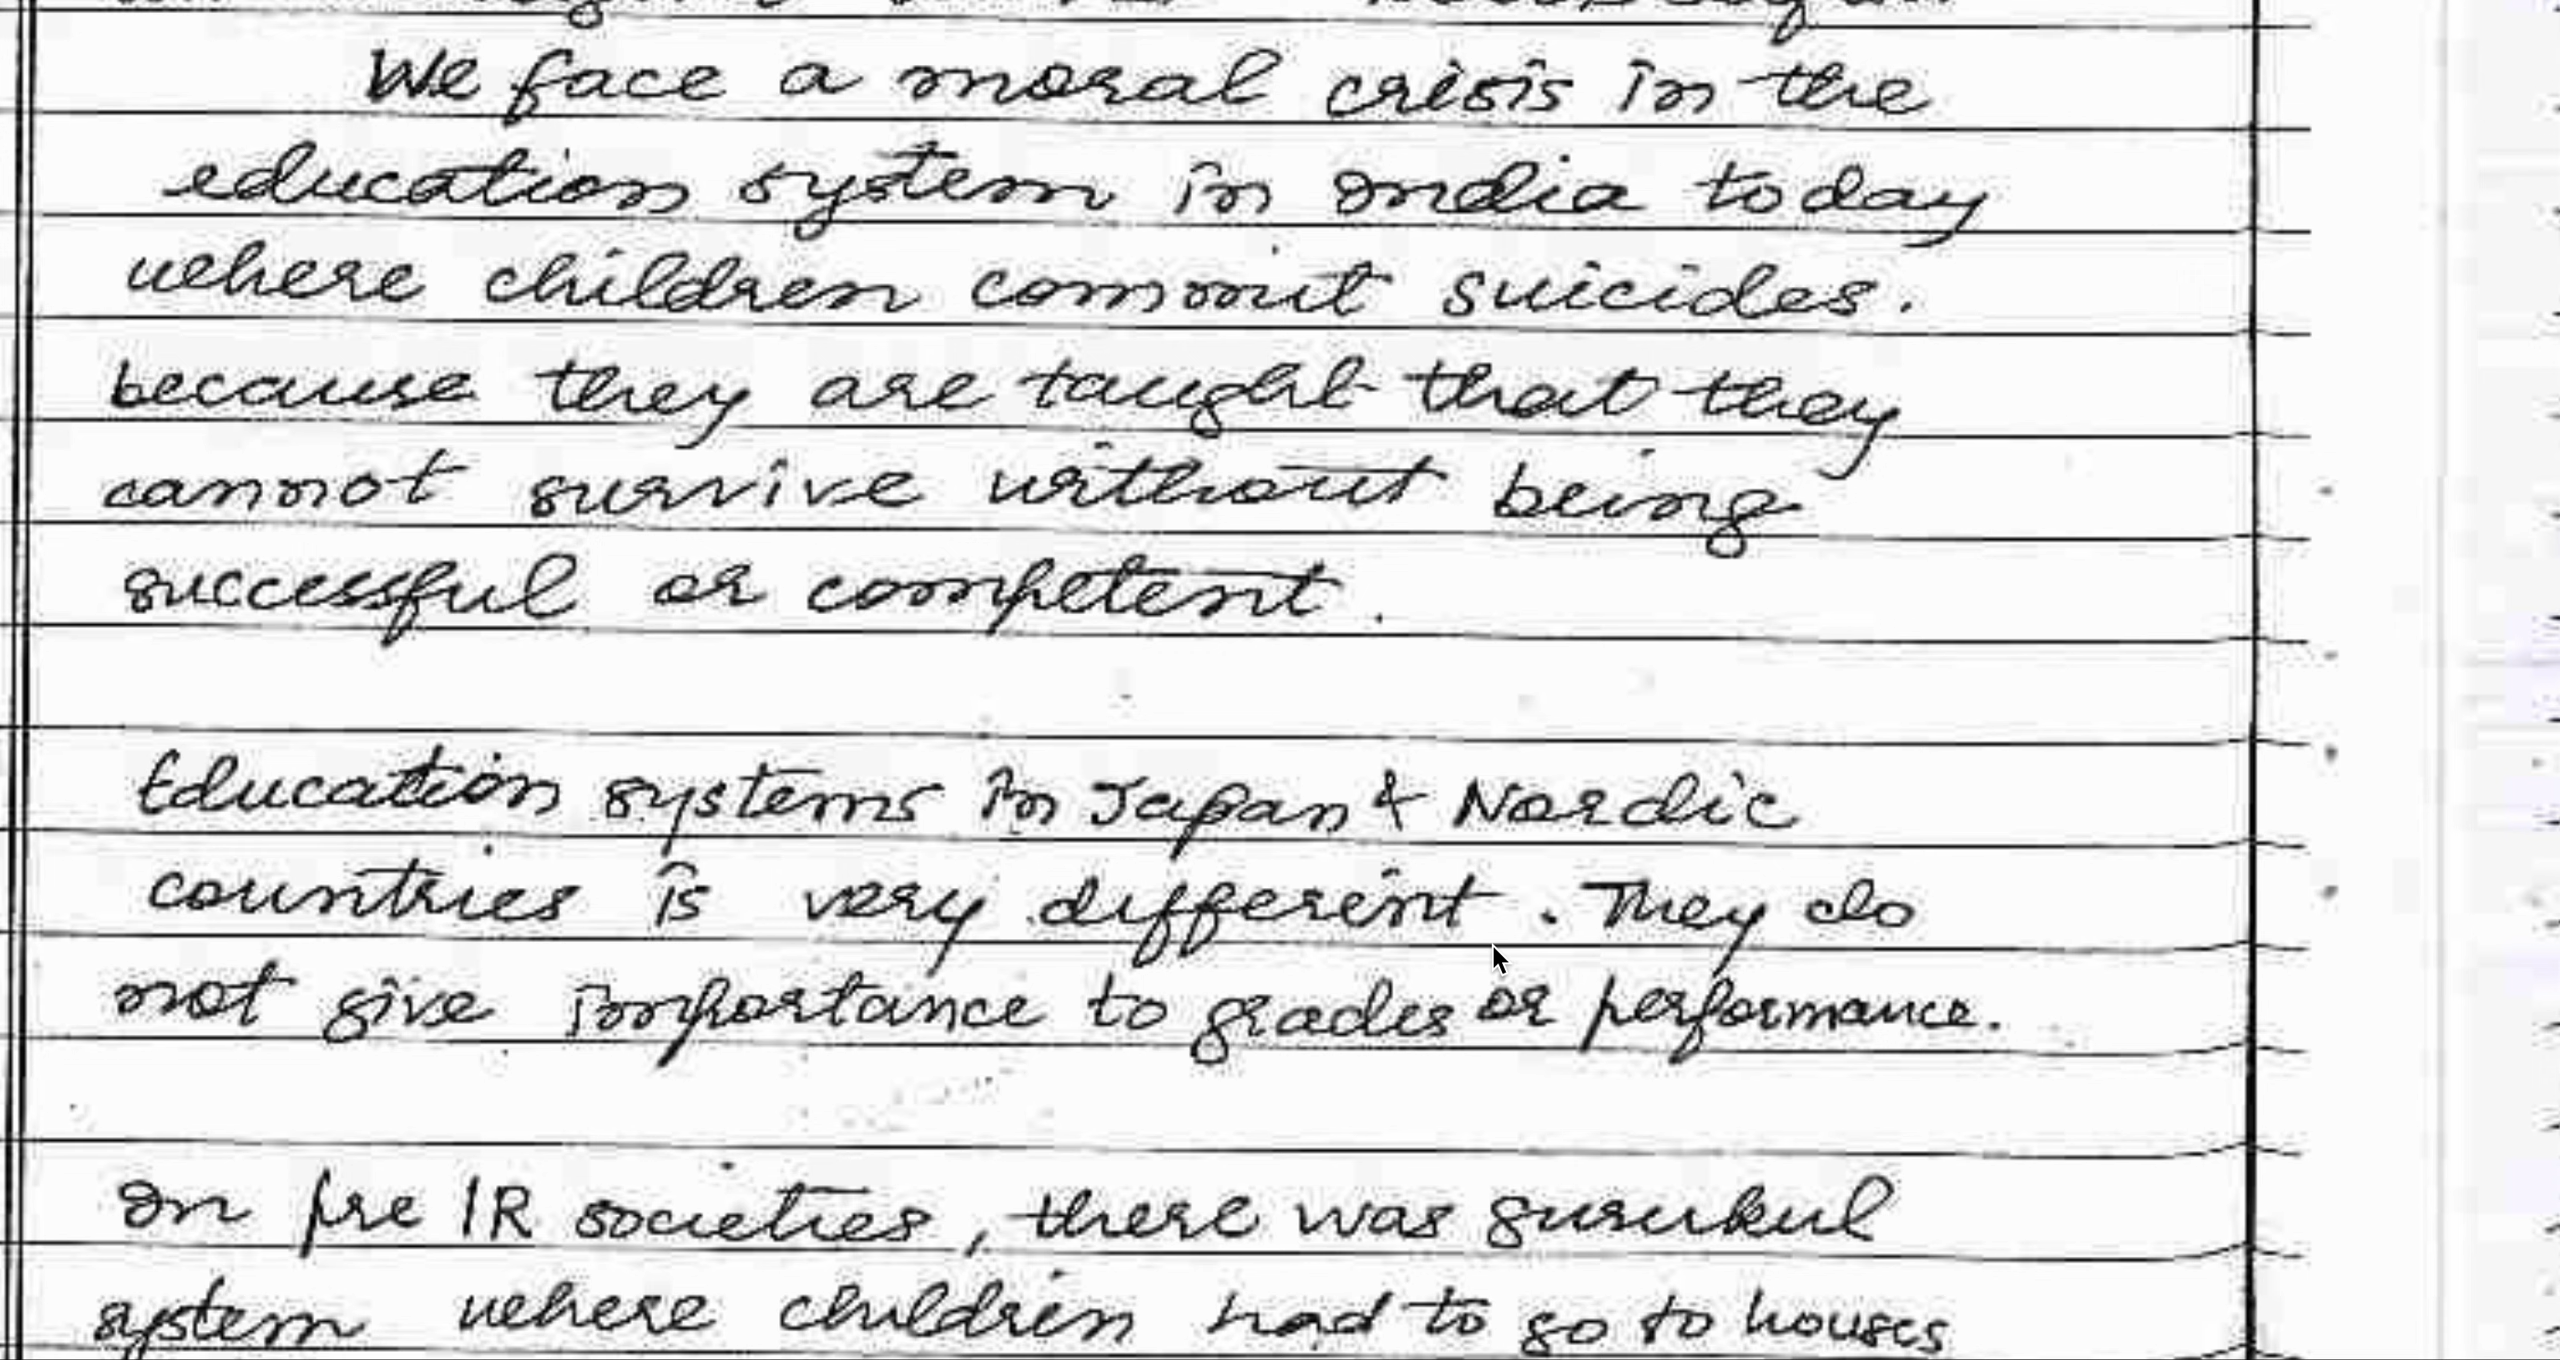 We face a moral crisis in the
education system in India today
where children commit suicides.
because they are taught that they
cannot survive without being
successful or competent.
Education systems in Japan & Nordic
countries is very different. They do
not give importance to grades or performance.
In pre IR societies, there was gurukul
system where children had to go to houses